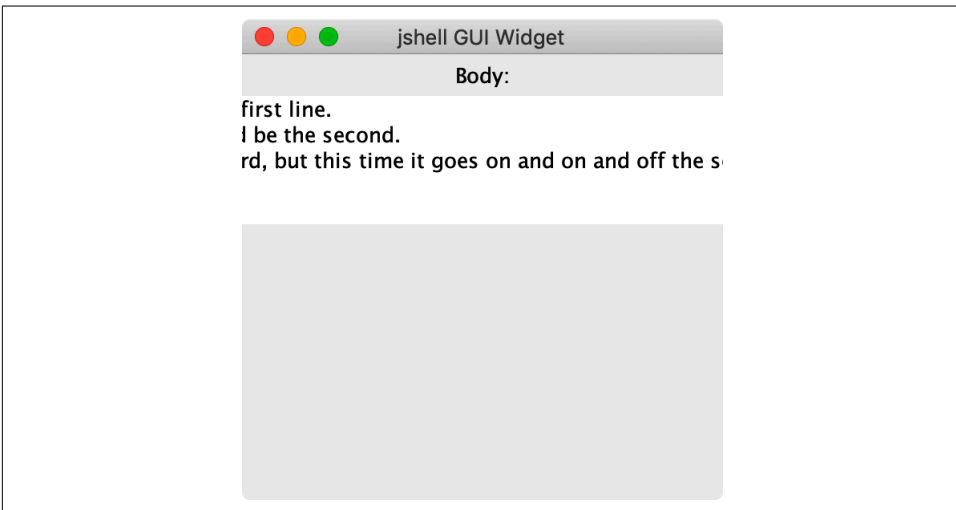 jshell GUI Widget
Body:
first line.
be the second.
rd, but this time it goes on and on and off the s